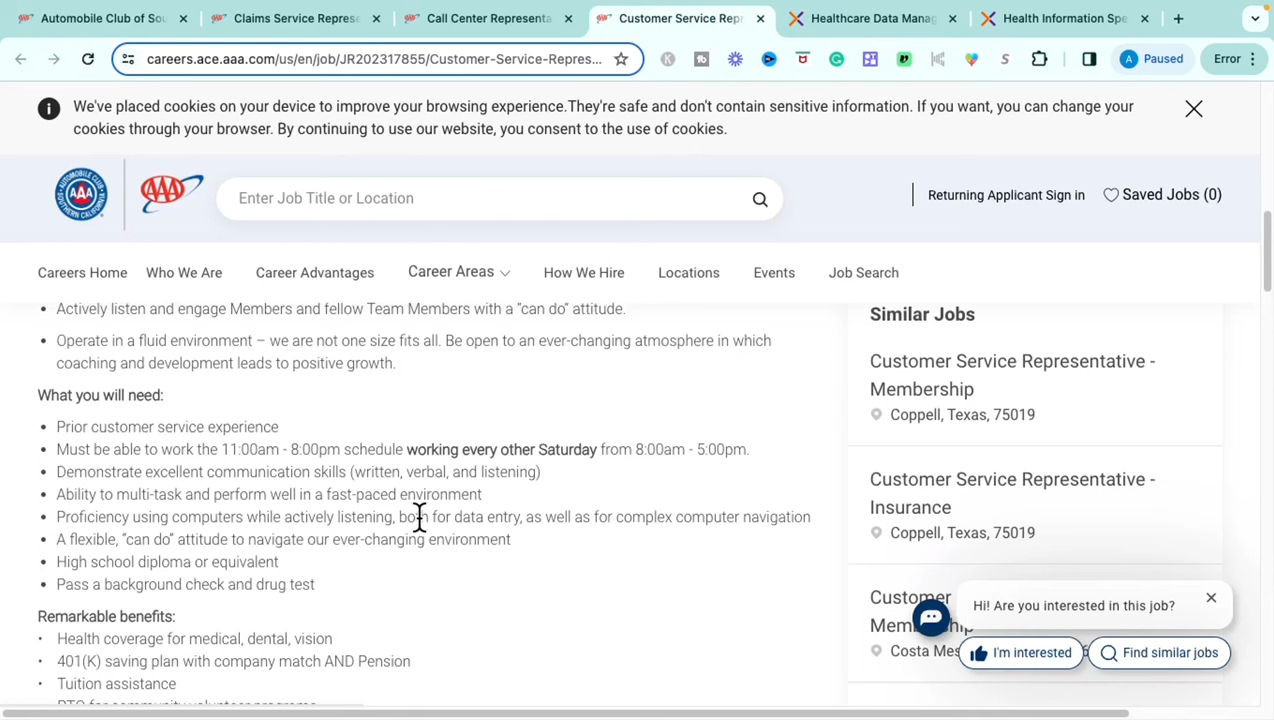 Automobile Club of Sou
Claims Service Represe
Call Center Representa
Customer Service Repr
Healthcare Data Manag
Health Information Spe
careers.ace.aaa.com/us/en/job/JR202317855/Customer-Service-Repres...
A Paused
Error
We've placed cookies on your device to improve your browsing experience.They're safe and don't contain sensitive information. If you want, you can change your
cookies through your browser. By continuing to use our website, you consent to the use of cookies.
AUTOMOBILE CLUB
AAA
SOUTHERN CALIFORNIA
AAA
Enter Job Title or Location
Returning Applicant Sign in
Saved Jobs (0)
Careers Home
Who We Are
Career Advantages
Career Areas
How We Hire
Locations
Events
Job Search
• Actively listen and engage Members and fellow Team Members with a “can do” attitude.
• Operate in a fluid environment – we are not one size fits all. Be open to an ever-changing atmosphere in which
coaching and development leads to positive growth.
What you will need:
• Prior customer service experience
• Must be able to work the 11:00am - 8:00pm schedule working every other Saturday from 8:00am - 5:00pm.
• Demonstrate excellent communication skills (written, verbal, and listening)
• Ability to multi-task and perform well in a fast-paced environment
• Proficiency using computers while actively listening, both for data entry, as well as for complex computer navigation
• A flexible, “can do” attitude to navigate our ever-changing environment
• High school diploma or equivalent
• Pass a background check and drug test
Remarkable benefits:
• Health coverage for medical, dental, vision
• 401(K) saving plan with company match AND Pension
• Tuition assistance
PTO for community volunteer programs
Similar Jobs
Customer Service Representative -
Membership
Coppell, Texas, 75019
Customer Service Representative -
Insurance
Coppell, Texas, 75019
Customer
Membership
Costa Mes
Hi! Are you interested in this job?
I'm interested
Find similar jobs